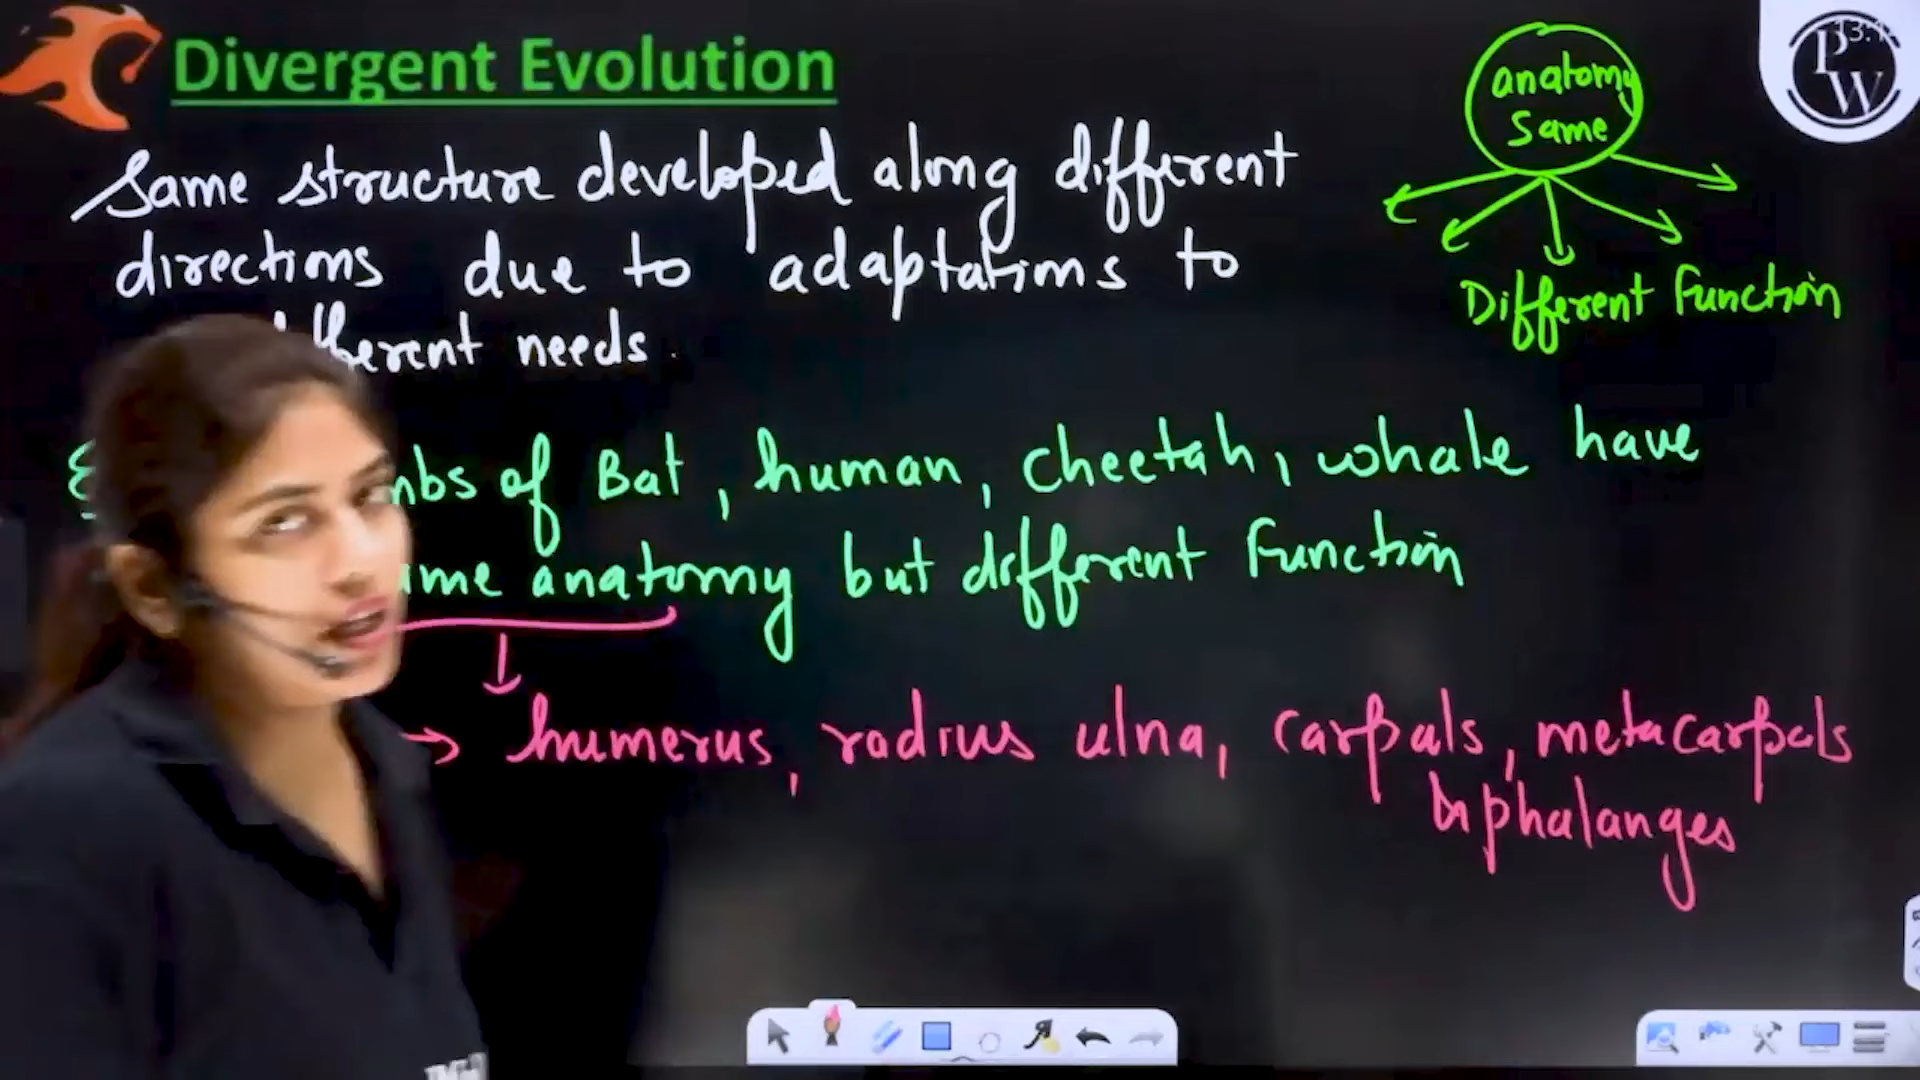 Divergent Evolution
anatomy
same
PW
Same structure developed along different
directions due to adaptations to
needs.
Different Function
of Bat, human, Cheetah, whale have
anatomy but different Function
→ humerus, radius ulna, carpals, metacarpals
phalanges